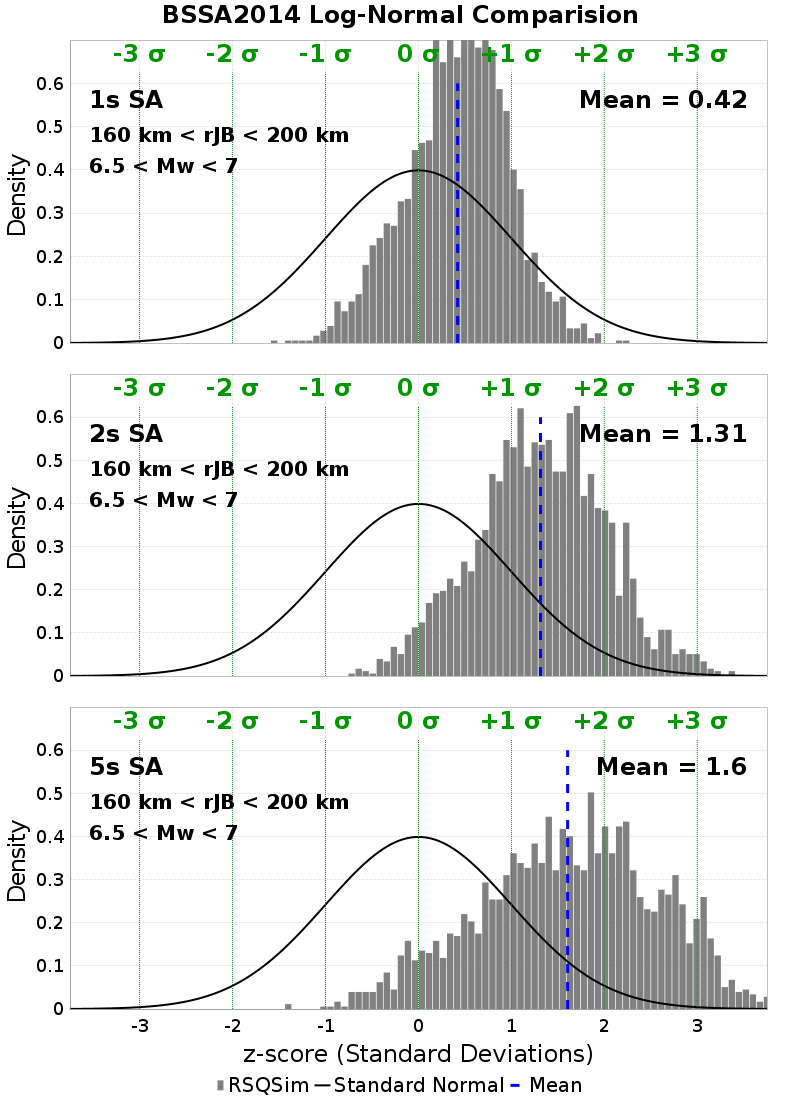 BSSA2014 Log-Normal Comparision
-3 σ -2 σ -1 σ 0 σ +1 σ +2 σ +3 σ
0.6
1s SA Mean = 0.42
0.5
160 km < rJB < 200 km
6.5 < Mw < 7
0.4
0.3
0.2
0.1
0
Density
-3 σ -2 σ -1 σ 0 σ +1 σ +2 σ +3 σ
0.6
2s SA Mean = 1.31
0.5
160 km < rJB < 200 km
6.5 < Mw < 7
0.4
0.3
0.2
0.1
0
Density
-3 σ -2 σ -1 σ 0 σ +1 σ +2 σ +3 σ
0.6
5s SA Mean = 1.6
0.5
160 km < rJB < 200 km
6.5 < Mw < 7
0.4
0.3
0.2
0.1
0
Density
-3 -2 -1 0 1 2 3
z-score (Standard Deviations)
RSQSim Standard Normal Mean